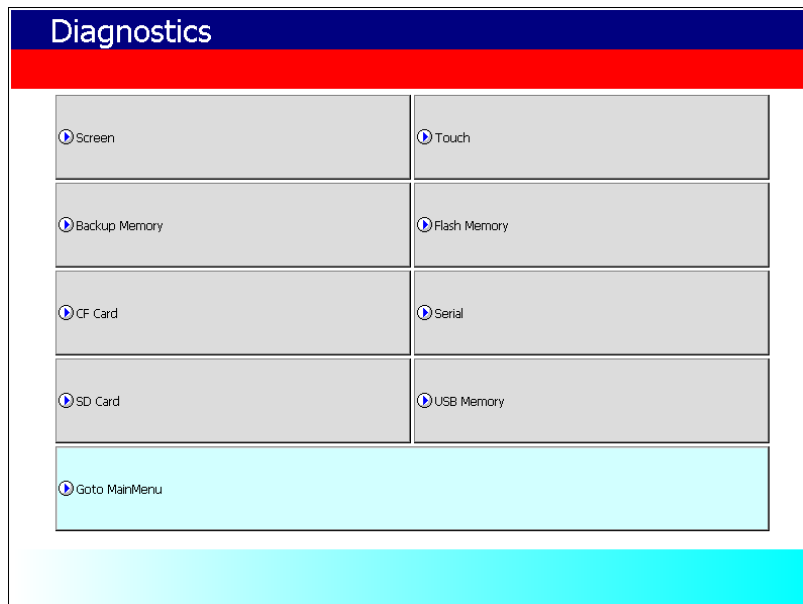 Diagnostics
Screen
Touch
Backup Memory
Flash Memory
CF Card
Serial
SD Card
USB Memory
Goto MainMenu